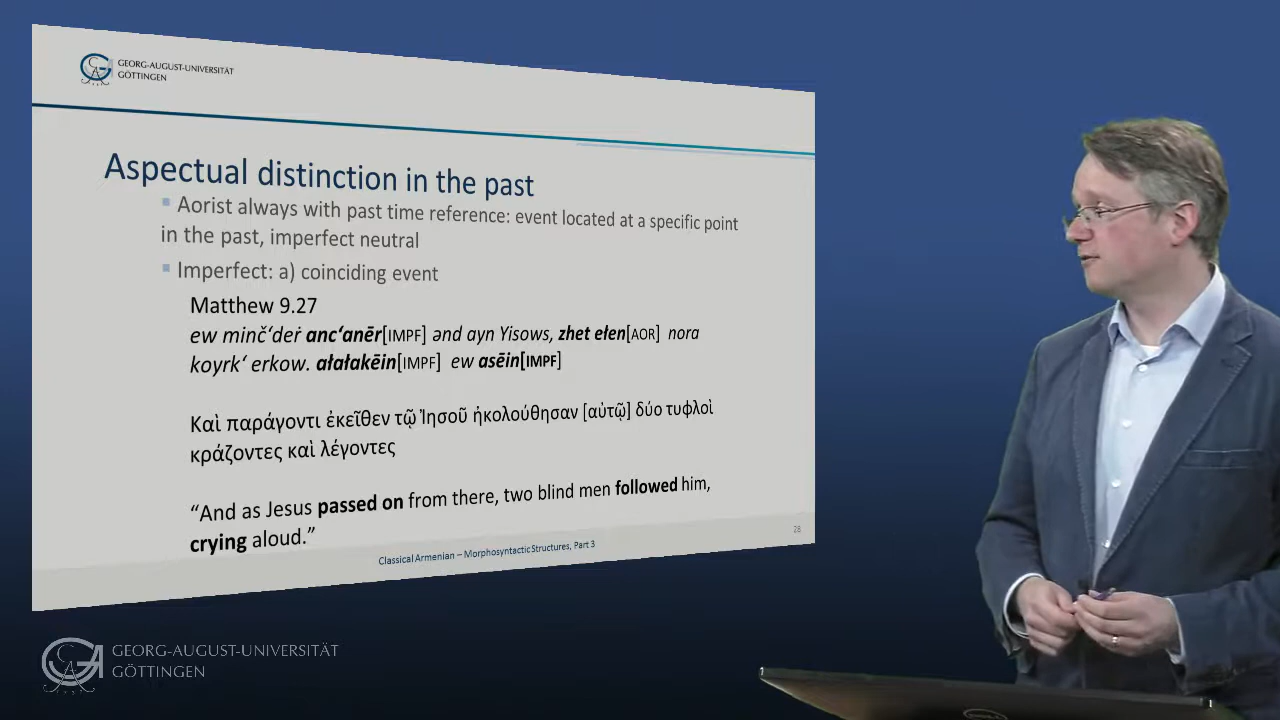 GEORG-AUGUST-UNIVERSITÄT
GÖTTINGEN
Aspectual distinction in the past
Aorist always with past time reference: event located at a specific point
in the past, imperfect neutral
Imperfect: a) coinciding event
Matthew 9.27
ew minč‘deṙ anc‘anēr[IMPF] ənd ayn Yisows, zhet ełen[AOR] nora
koyrk‘ erkow. ałałakēin[IMPF] ew asēin[IMPF]
Καὶ παράγοντι ἐκεῖθεν τῷ Ἰησοῦ ἠκολούθησαν [αὐτῷ] δύο τυφλοὶ
κράζοντες καὶ λέγοντες
“And as Jesus passed on from there, two blind men followed him,
crying aloud.”
28
Classical Armenian – Morphosyntactic Structures, Part 3
GEORG-AUGUST-UNIVERSITÄT
GÖTTINGEN